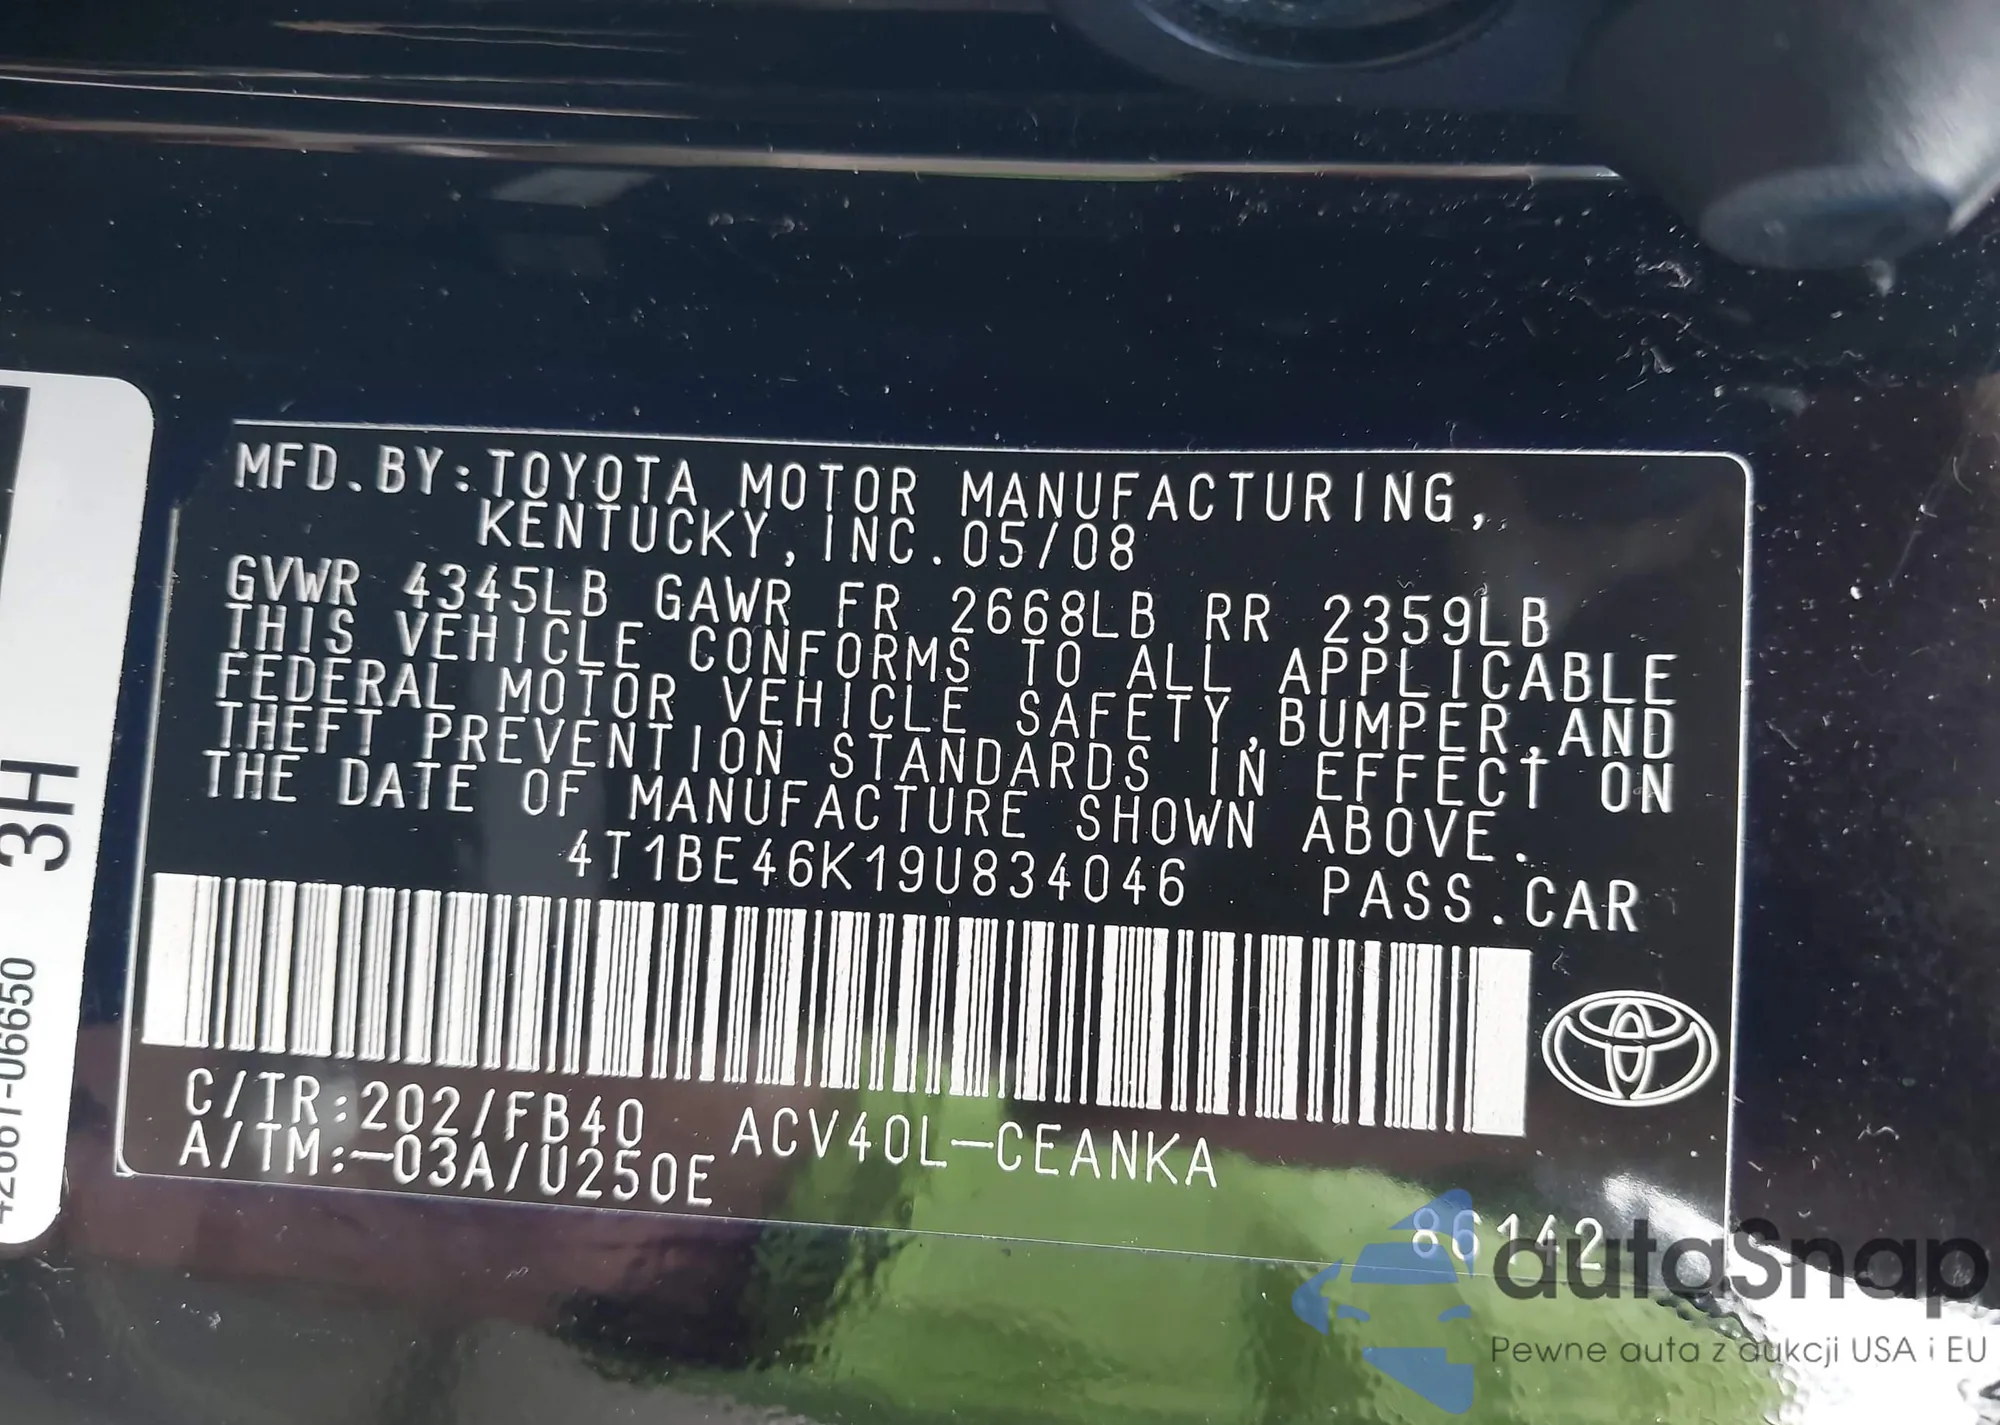 MFD.BY:TOYOTA MOTOR MANUFACTURING,
KENTUCKY,INC.05/08
GVWR 4345LB GAWR FR 2668LB RR 2359LB
THIS VEHICLE CONFORMS TO ALL APPLICABLE
FEDERAL MOTOR VEHICLE SAFETY,BUMPER,AND
THEFT PREVENTION STANDARDS IN EFFECT ON
THE DATE OF MANUFACTURE SHOWN ABOVE.
4T1BE46K19U834046 PASS.CAR
C/TR:202/FB40 ACV40L-CEANKA
A/TM:-03A/U250E
86142
3H
42661-06650
autaSnap
Pewne auta z aukcji USA i EU